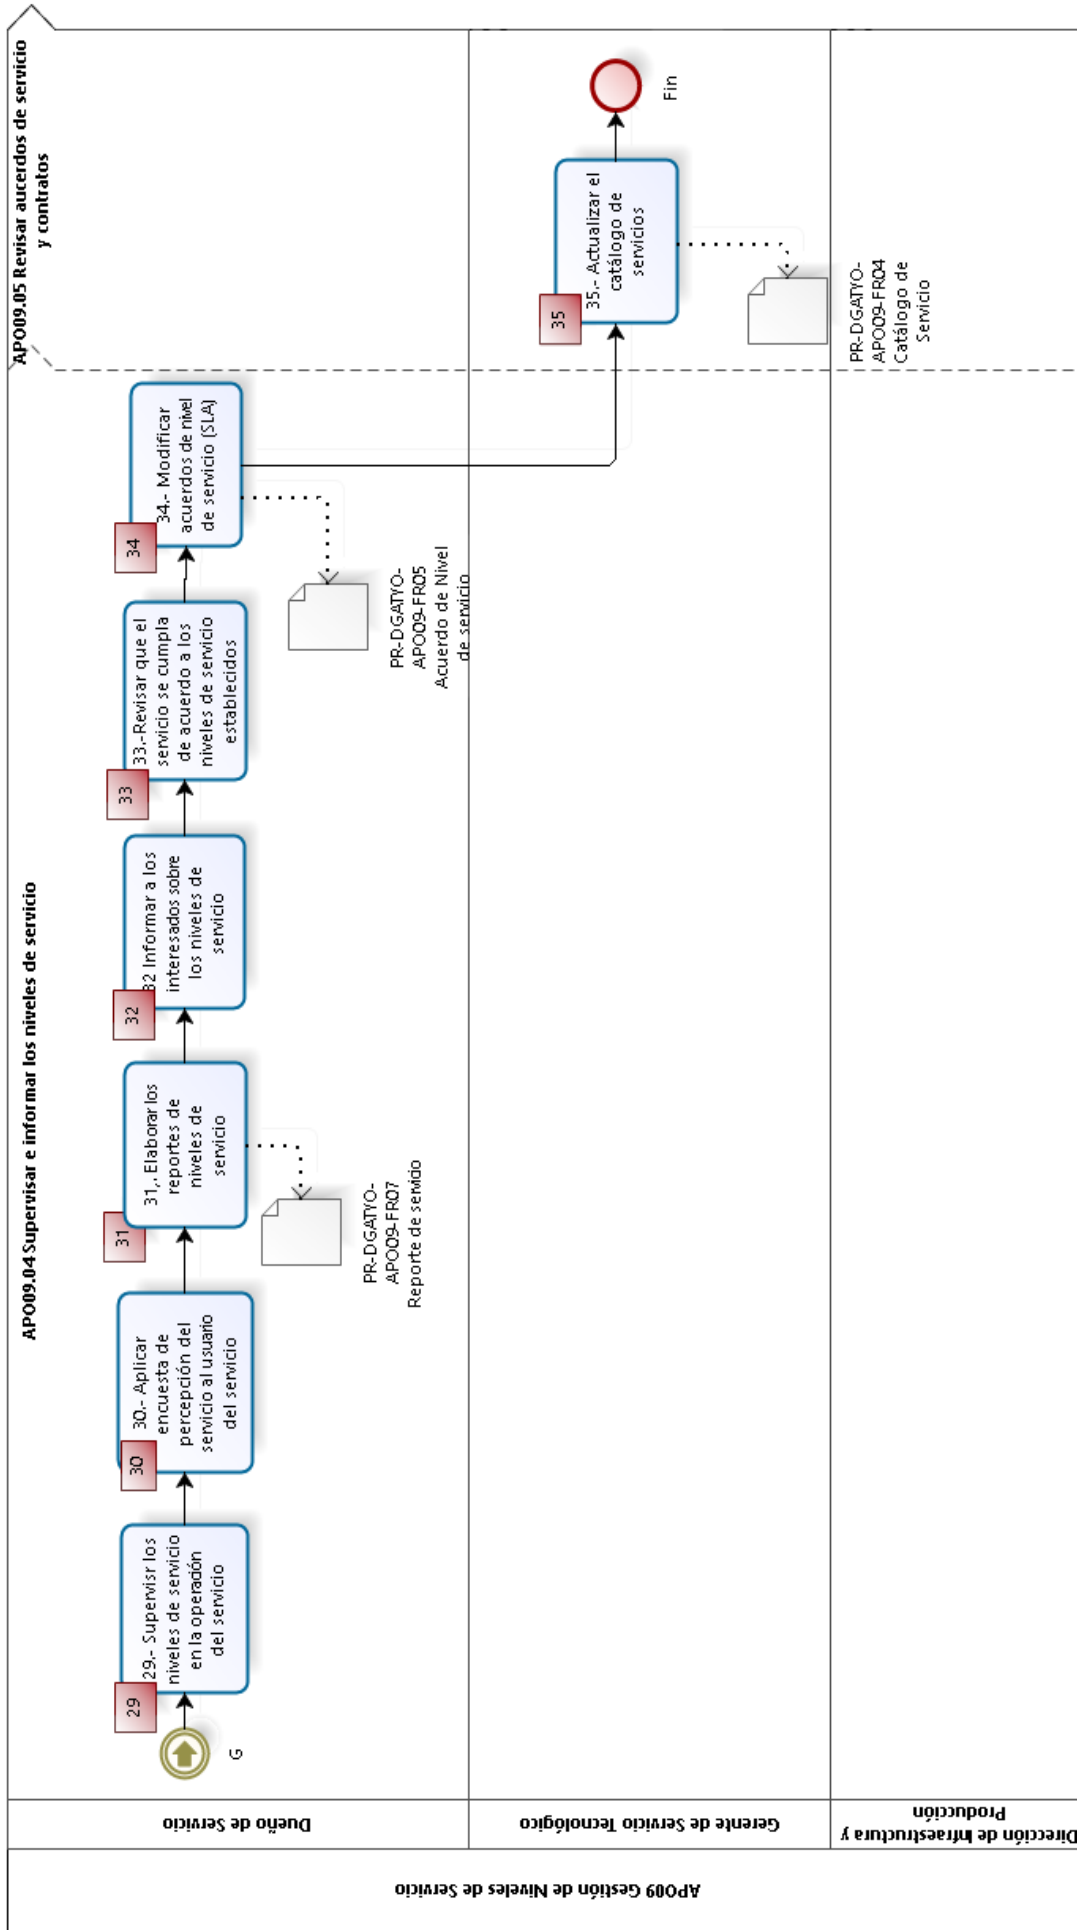 APO09 Gestión de Niveles de Servicio
Dueño de Servicio
Gerente de Servicio Tecnológico
Dirección de Infraestructura y
Producción
APO09.04 Supervisar e informar los niveles de servicio
APO09.05 Revisar aucerdos de servicio
y contratos
G
29
29.- Supervisr los
niveles de servicio
en la operación
del servicio
30
30.- Aplicar
encuesta de
percepción del
servicio al usuario
del servicio
31
31,. Elaborar los
reportes de
niveles de
servicio
PR-DGATYO-
APO09-FR07
Reporte de servicio
32
32 Informar a los
interesados sobre
los niveles de
servicio
33
33.-Revisar que el
servicio se cumpla
de acuerdo a los
niveles de servicio
establecidos
34
34.- Modificar
acuerdos de nivel
de servicio (SLA)
PR-DGATYO-
APO09-FR05
Acuerdo de Nivel
de servicio
35
35.- Actualizar el
catálogo de
servicios
PR-DGATYO-
APO09-FR04
Catálogo de
Servicio
Fin